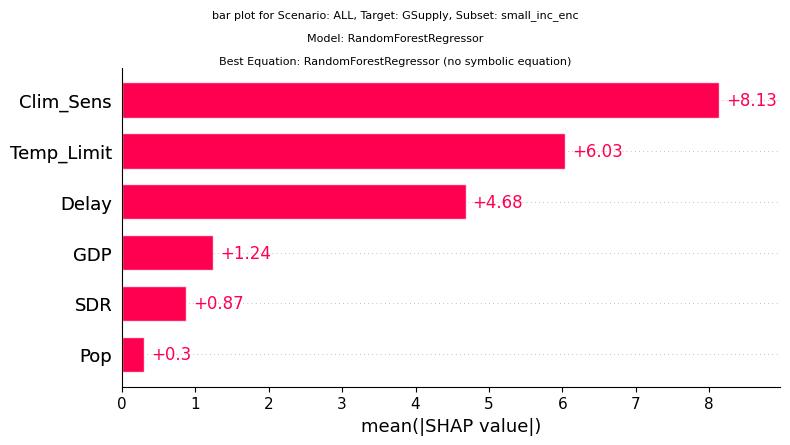 bar plot for Scenario: ALL, Target: GSupply, Subset: small_inc_enc
Model: RandomForestRegressor
Best Equation: RandomForestRegressor (no symbolic equation)
Clim_Sens +8.13
Temp_Limit +6.03
Delay +4.68
GDP +1.24
SDR +0.87
Pop +0.3
0 1 2 3 4 5 6 7 8
mean(|SHAP value|)